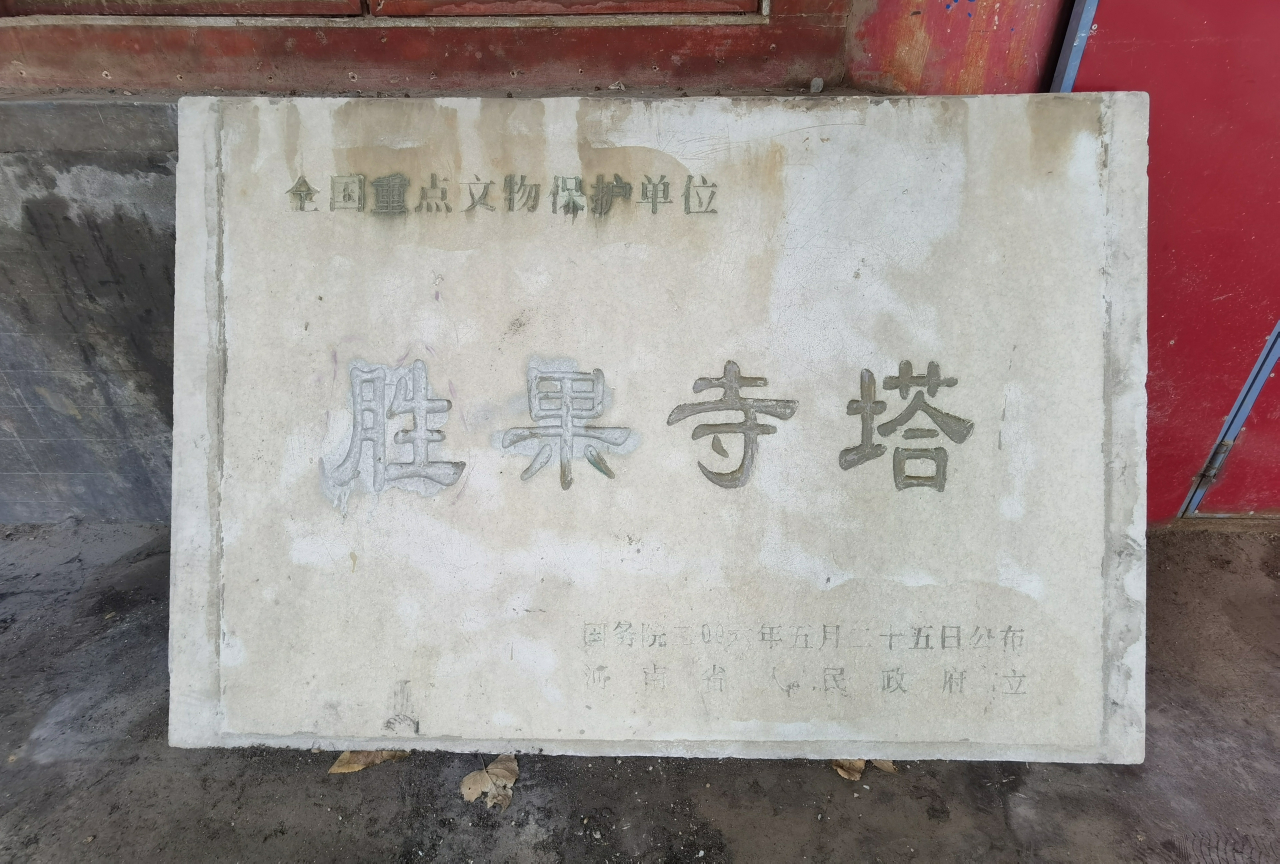 全国重点文物保护单位
胜果寺塔
国务院二00六年五月二十五日公布
河南省人民政府立